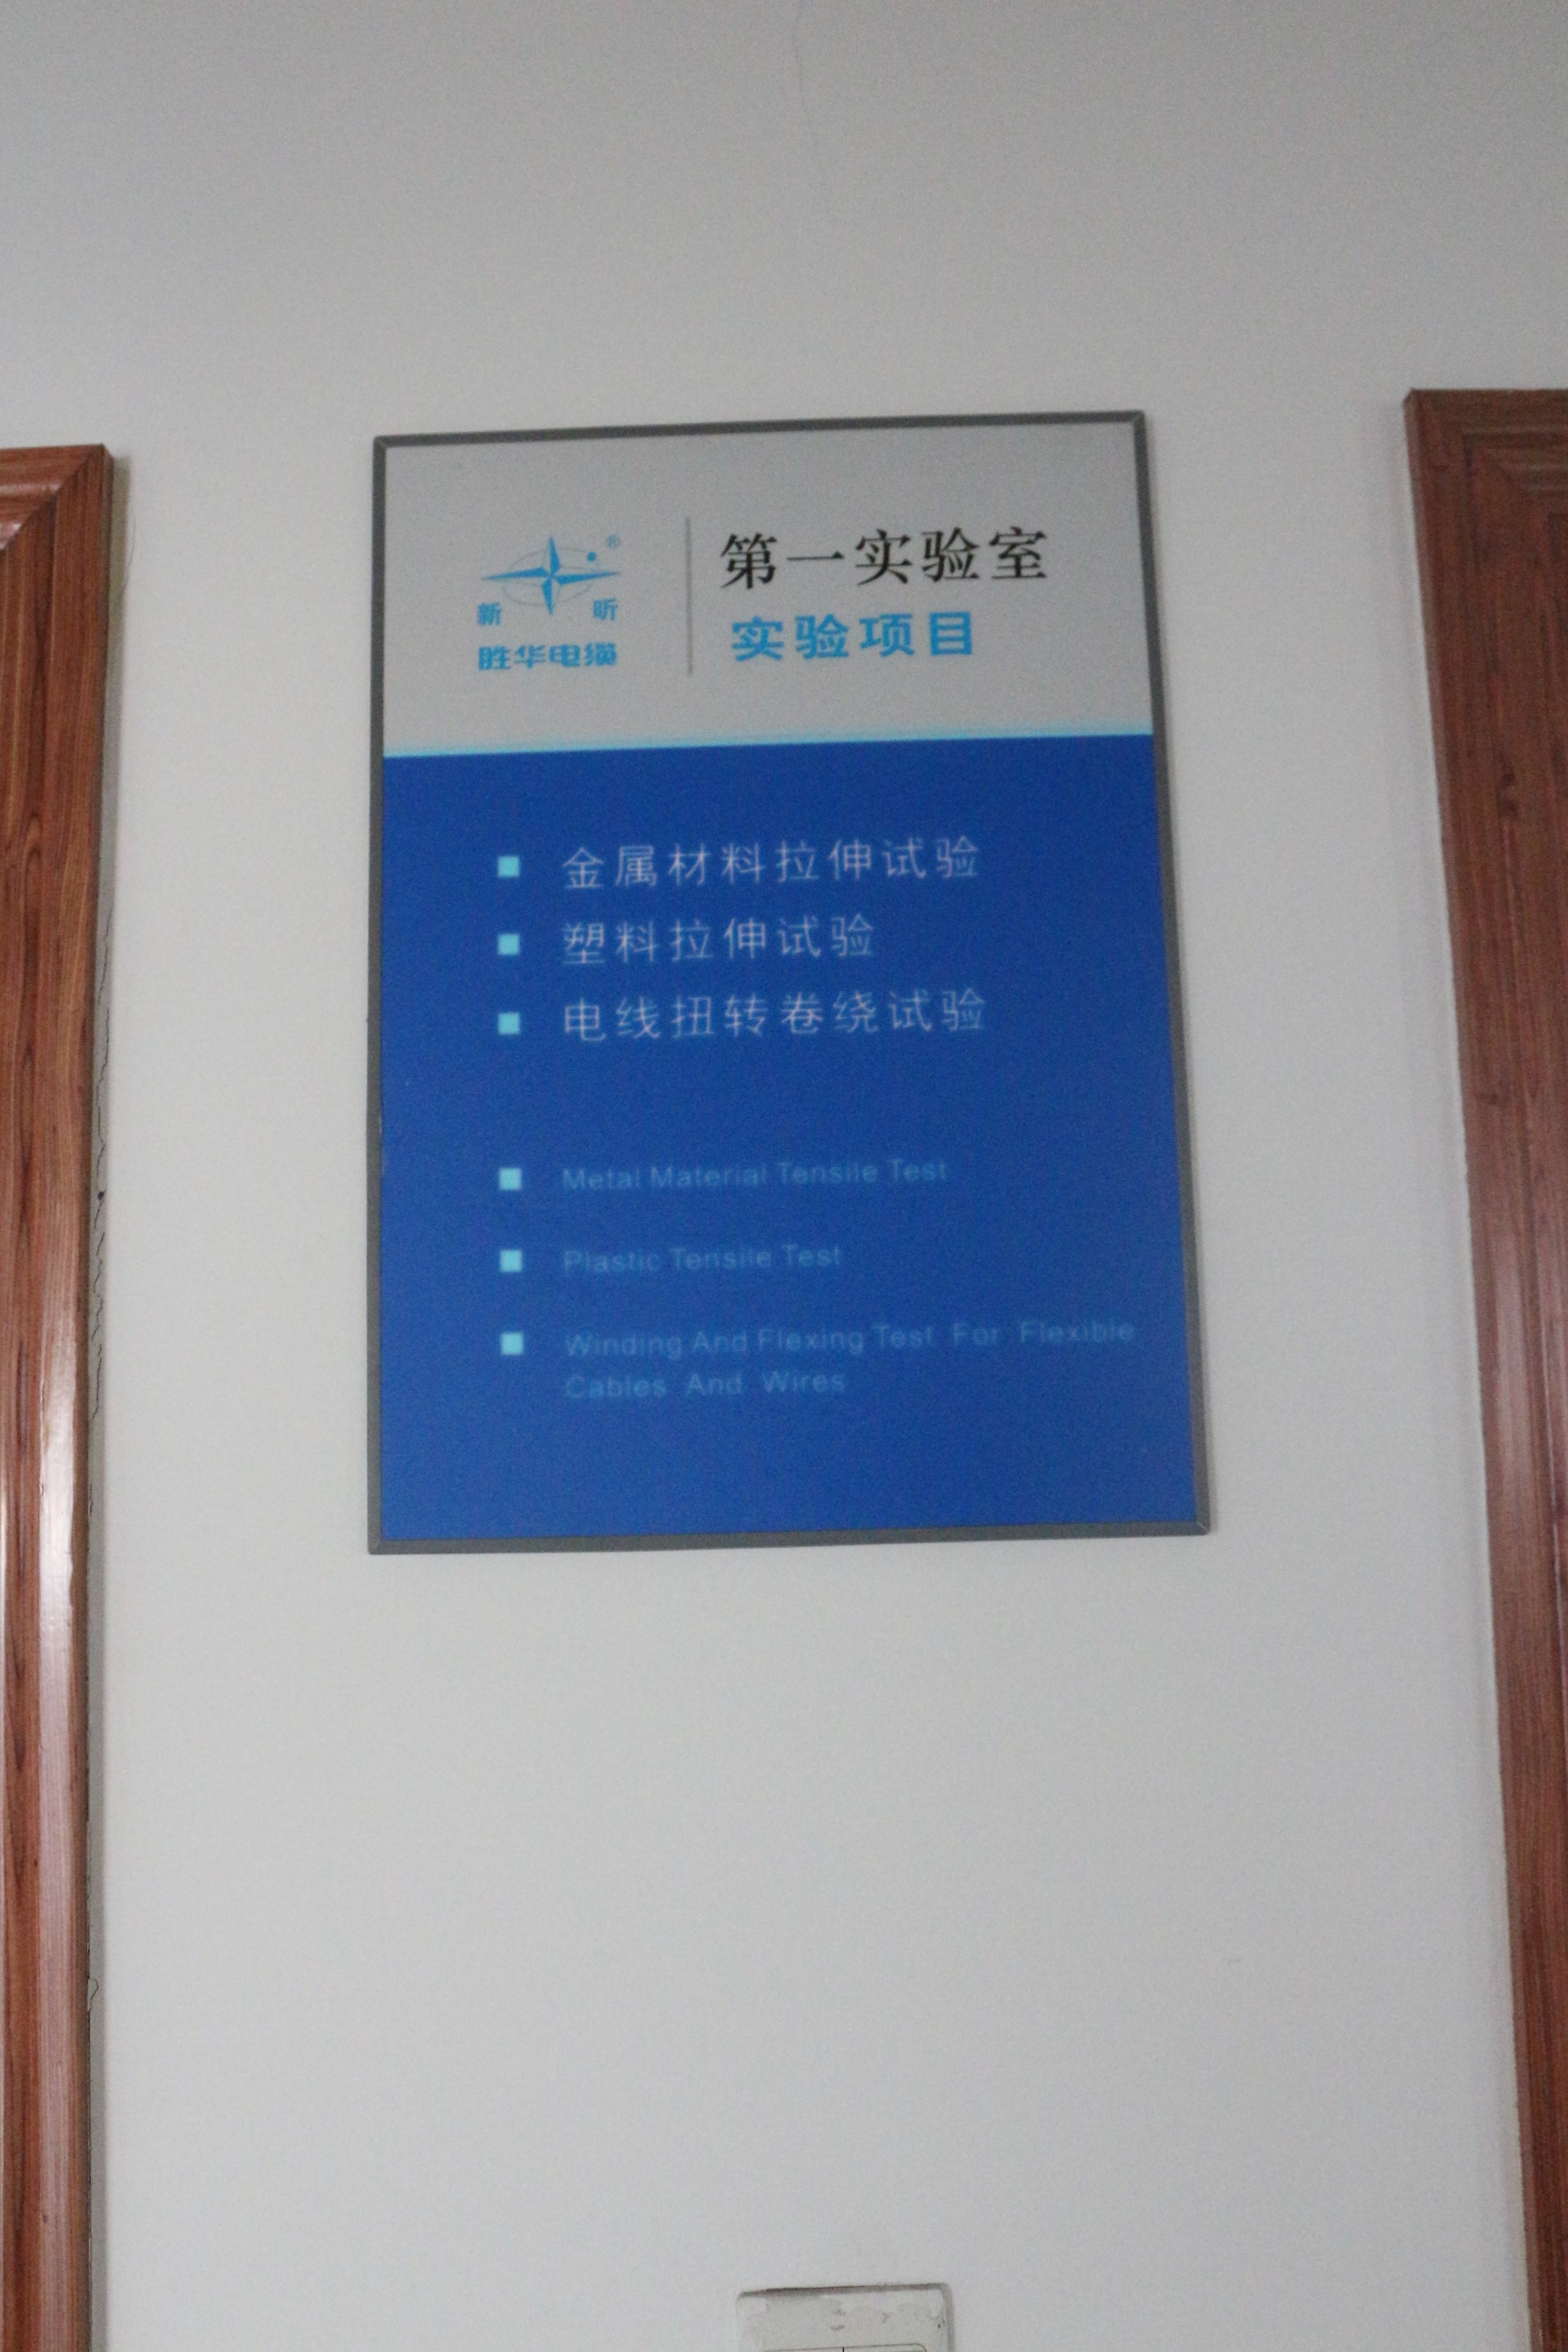 ®
新 昕
胜华电缆
第一实验室
实验项目
金属材料拉伸试验
塑料拉伸试验
电线扭转卷绕试验
Metal Material Tensile Test
Plastic Tensile Test
Winding And Flexing Test For Flexible
Cables And Wires